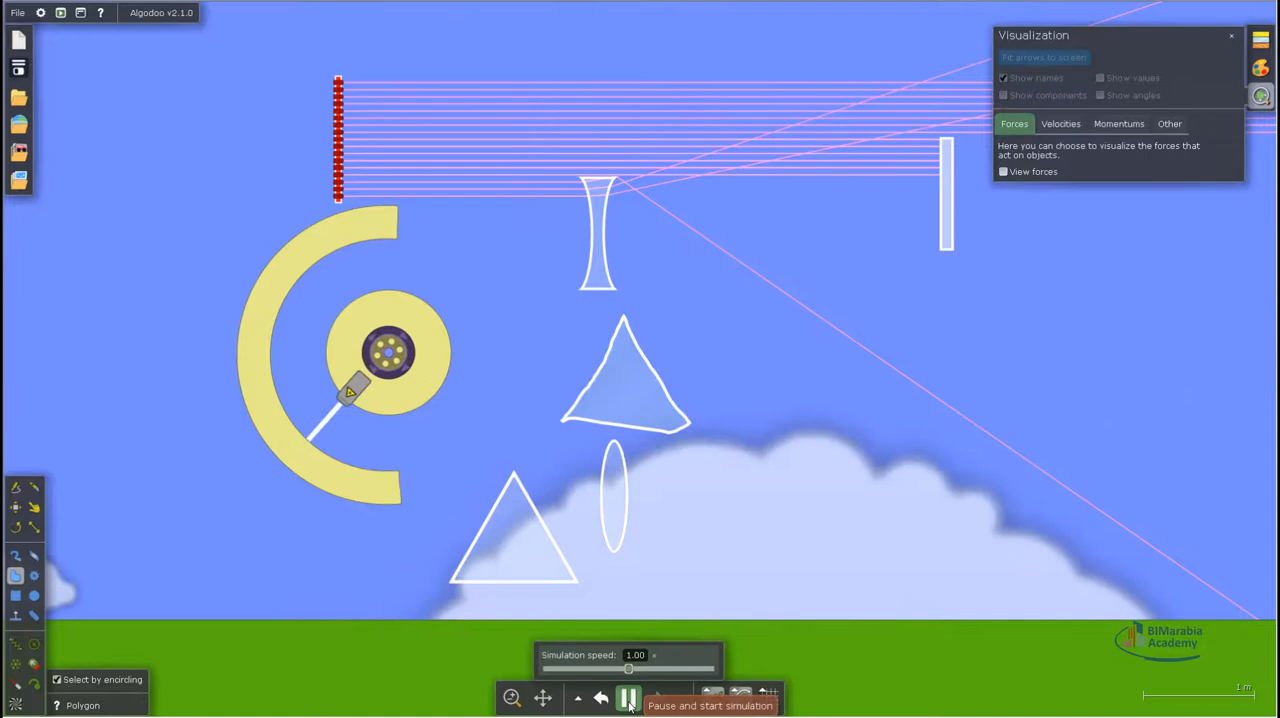 File
?
Algodoo v2.1.0
Visualization
×
Fit arrows to screen
Show names
Show values
Show components
Show angles
Forces
Velocities
Momentums
Other
Here you can choose to visualize the forces that
act on objects.
View forces
BIMarabia
Academy
1 m
Simulation speed: 1.00 ×
Select by encircling
? Polygon
Pause and start simulation